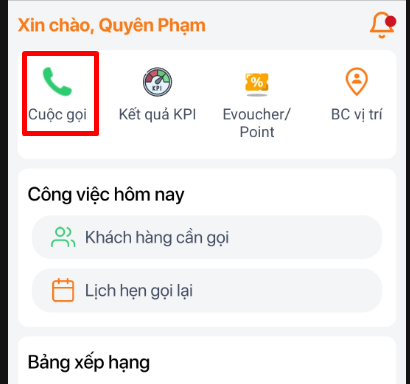 Xin chào, Quyên Phạm
KPI
%
Cuộc gọi
Kết quả KPI
Evoucher/
Point
BC vị trí
Công việc hôm nay
Khách hàng cần gọi
Lịch hẹn gọi lại
Bảng xếp hạng